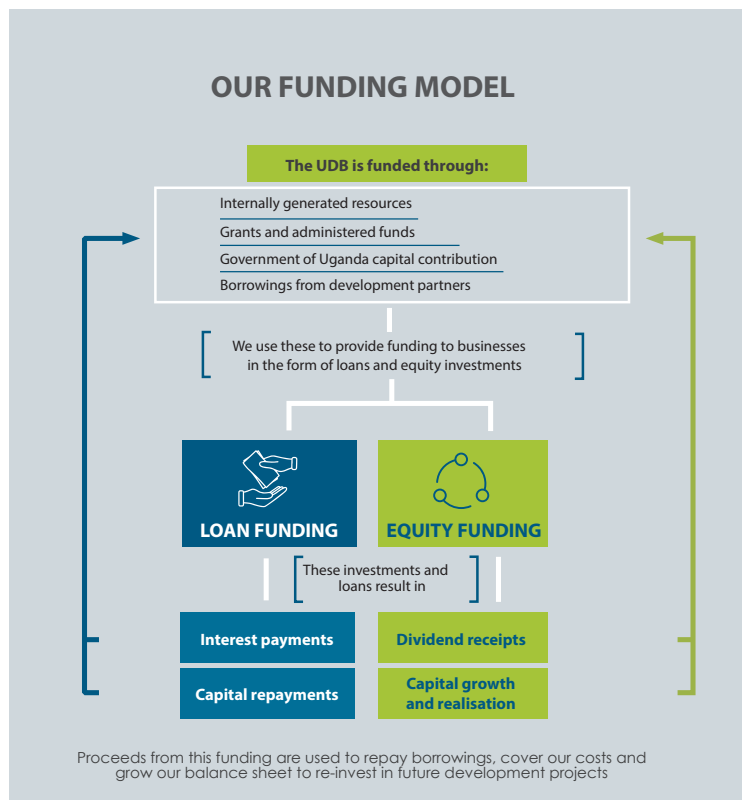 OUR FUNDING MODEL
The UDB is funded through:
Internally generated resources
Grants and administered funds
Government of Uganda capital contribution
Borrowings from development partners
We use these to provide funding to businesses
in the form of loans and equity investments
LOAN FUNDING
EQUITY FUNDING
These investments and
loans result in
Interest payments
Dividend receipts
Capital repayments
Capital growth
and realisation
Proceeds from this funding are used to repay borrowings, cover our costs and
grow our balance sheet to re-invest in future development projects